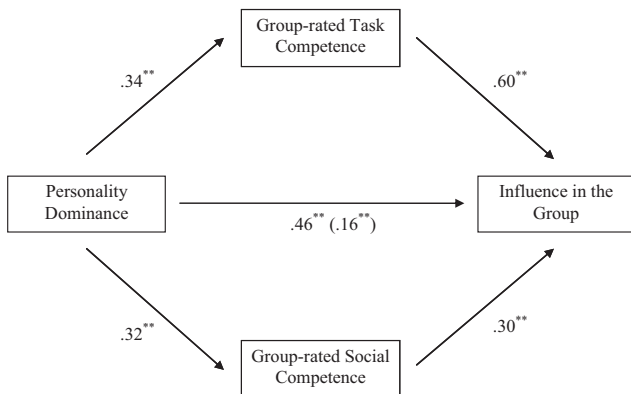 Group-rated Task
Competence
.34**
.60**
Personality
Dominance
Influence in the
Group
.46** (.16**)
.32**
.30**
Group-rated Social
Competence